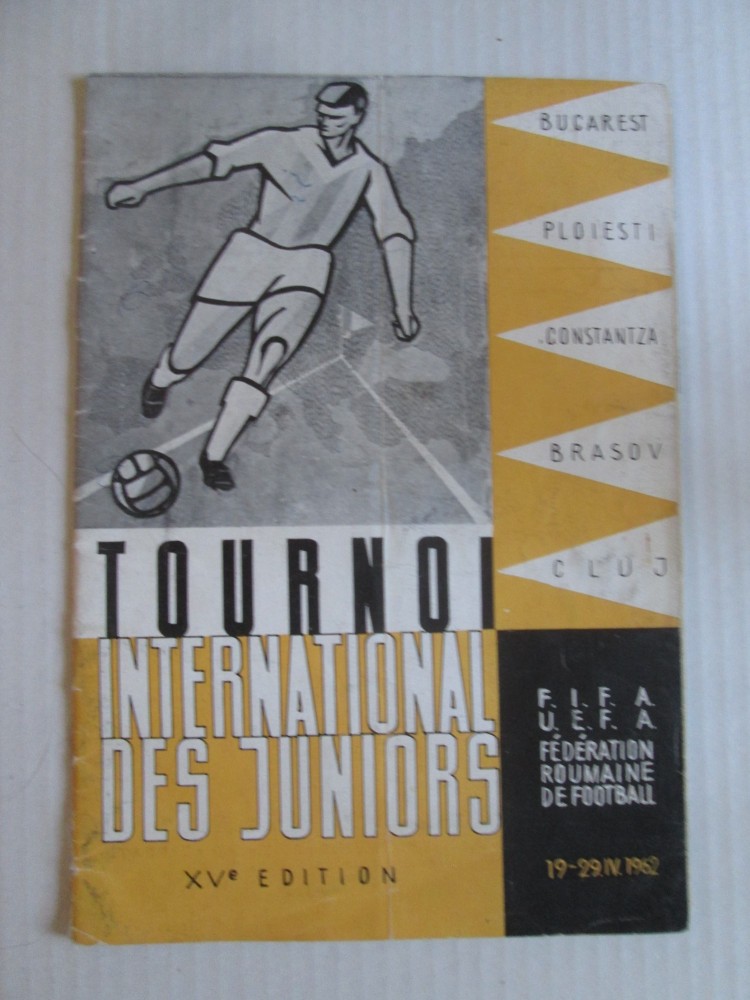 BUCAREST
PLOIESTI
CONSTANTZA
BRASOV
CLUJ
TOURNOI
INTERNATIONAL
DES JUNIORS
XVe EDITION
F. I. F. A.
U. E. F. A.
FÉDÉRATION
ROUMAINE
DE FOOTBALL
19-29.IV.1962